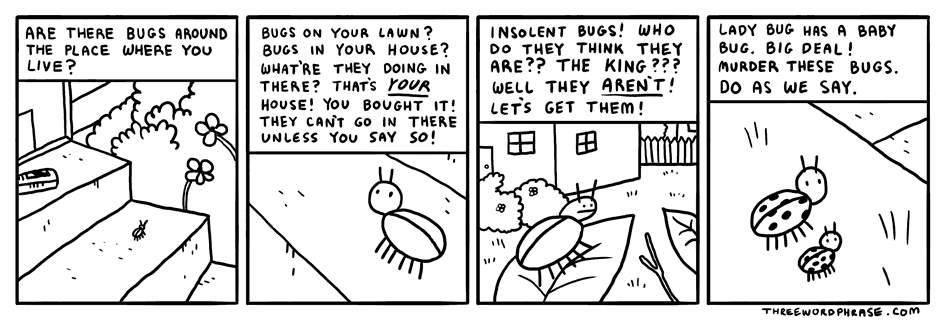 ARE THERE BUGS AROUND
THE PLACE WHERE YOU
LIVE?
BUGS ON YOUR LAWN?
BUGS IN YOUR HOUSE?
WHAT'RE THEY DOING IN
THERE? THAT'S YOUR
HOUSE! YOU BOUGHT IT!
THEY CAN'T GO IN THERE
UNLESS YOU SAY SO!
INSOLENT BUGS! WHO
DO THEY THINK THEY
ARE?? THE KING???
WELL THEY AREN'T!
LET'S GET THEM!
LADY BUG HAS A BABY
BUG. BIG DEAL!
MURDER THESE BUGS.
DO AS WE SAY.
THREEWORDPHRASE.COM